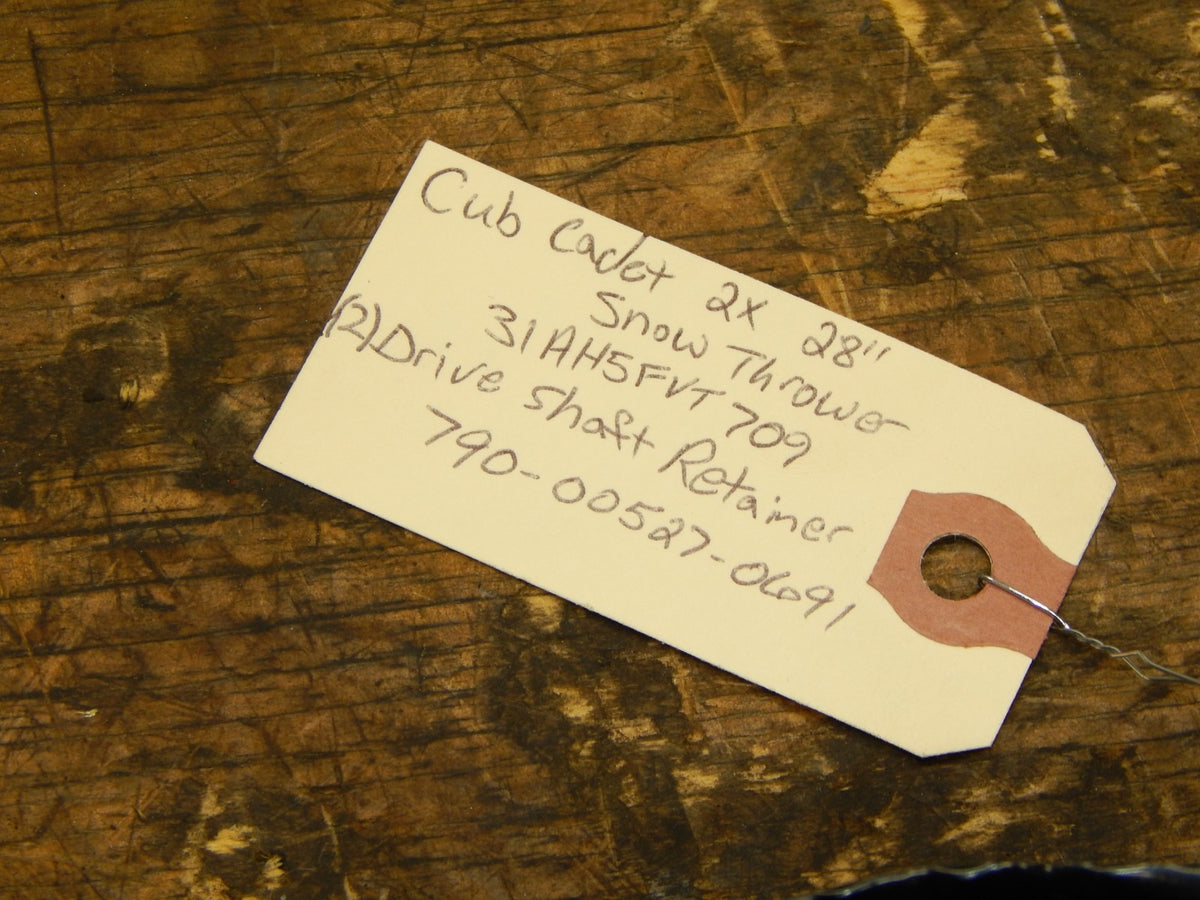 Cub Cadet 2X 28"
Snow Thrower
31AH5FVT709
(2) Drive Shaft Retainer
790-00527-0691